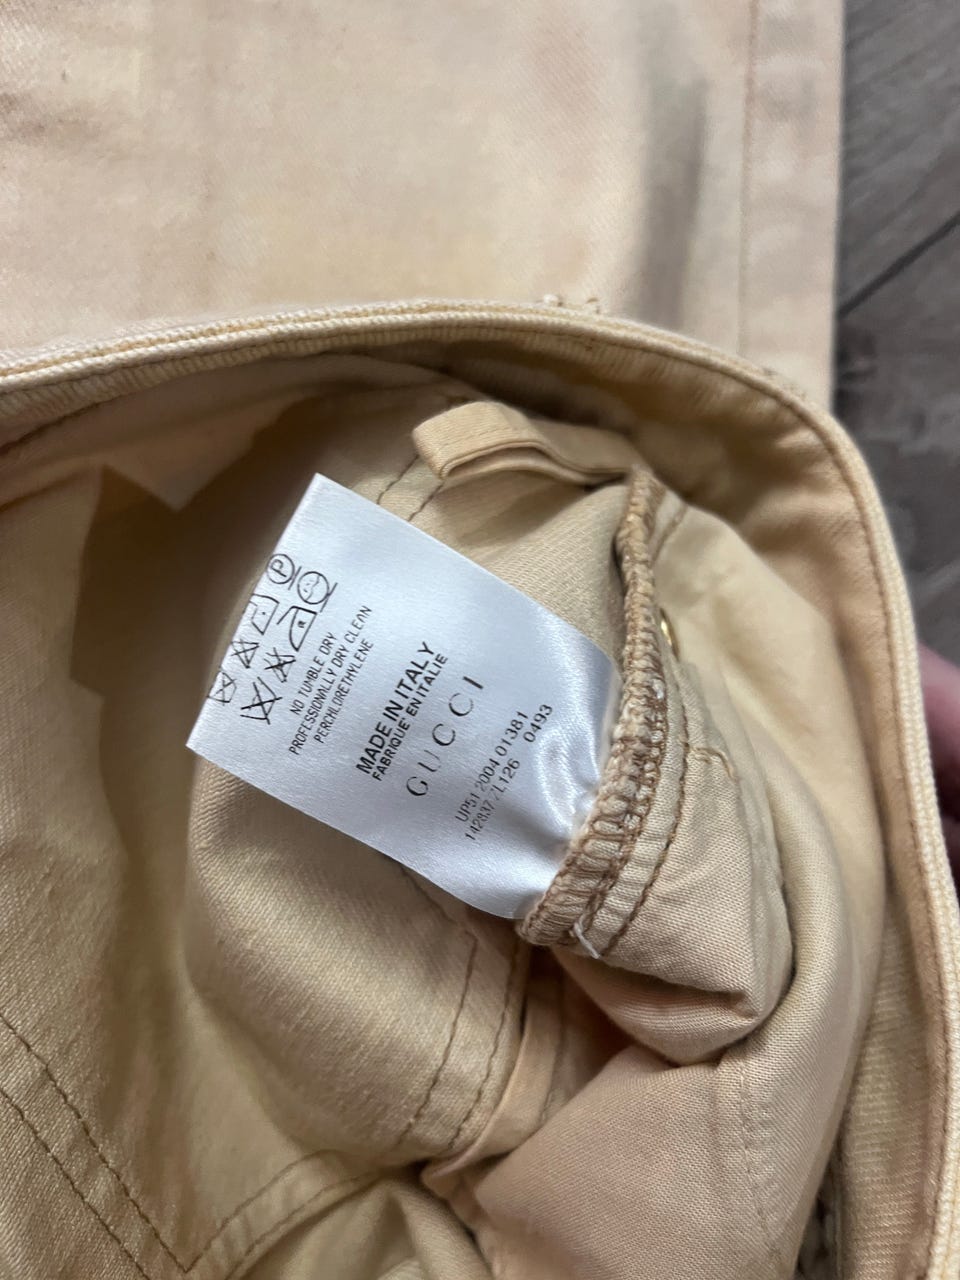 NO TUMBLE DRY
PROFESSIONALLY DRY CLEAN
PERCHLORETHYLENE
MADE IN ITALY
FABRIQUE' EN ITALIE
GUCCI
UP51 2004 01381
142937 ZL126 0493